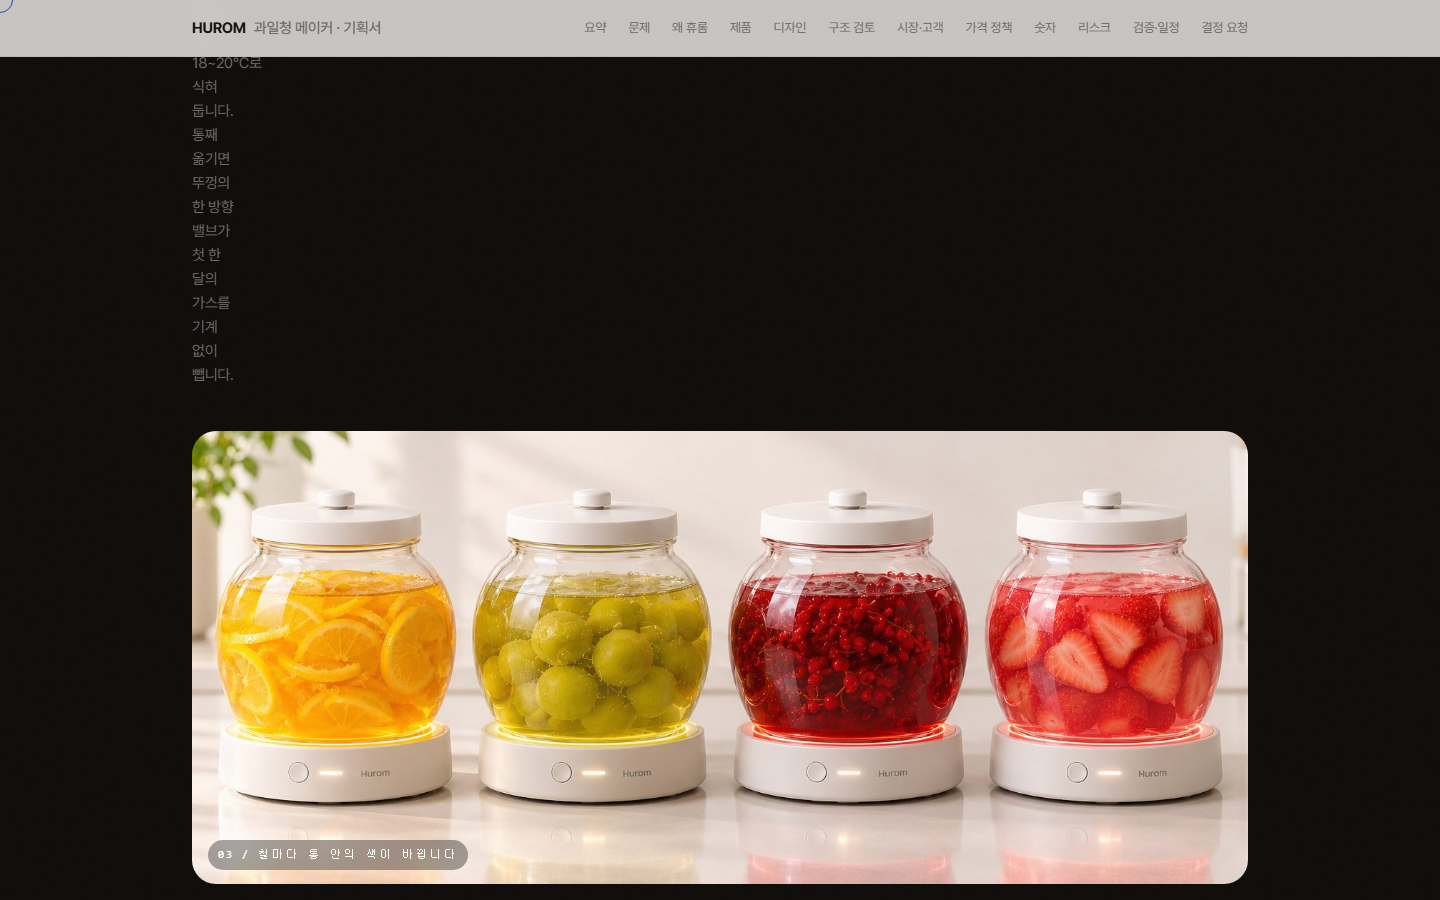 HUROM 과일청 메이커 · 기획서
요약 문제 왜 휴롬 제품 디자인 구조 검토 시장·고객 가격 정책 숫자 리스크 검증·일정 결정 요청
18~20°C로
식혀
둡니다.
통째
옮기면
뚜껑의
한 방향
밸브가
첫 한
달의
가스를
기계
없이
뺍니다.
Hurom
Hurom
Hurom
Hurom
03 / 철마다 통 안의 색이 바뀝니다